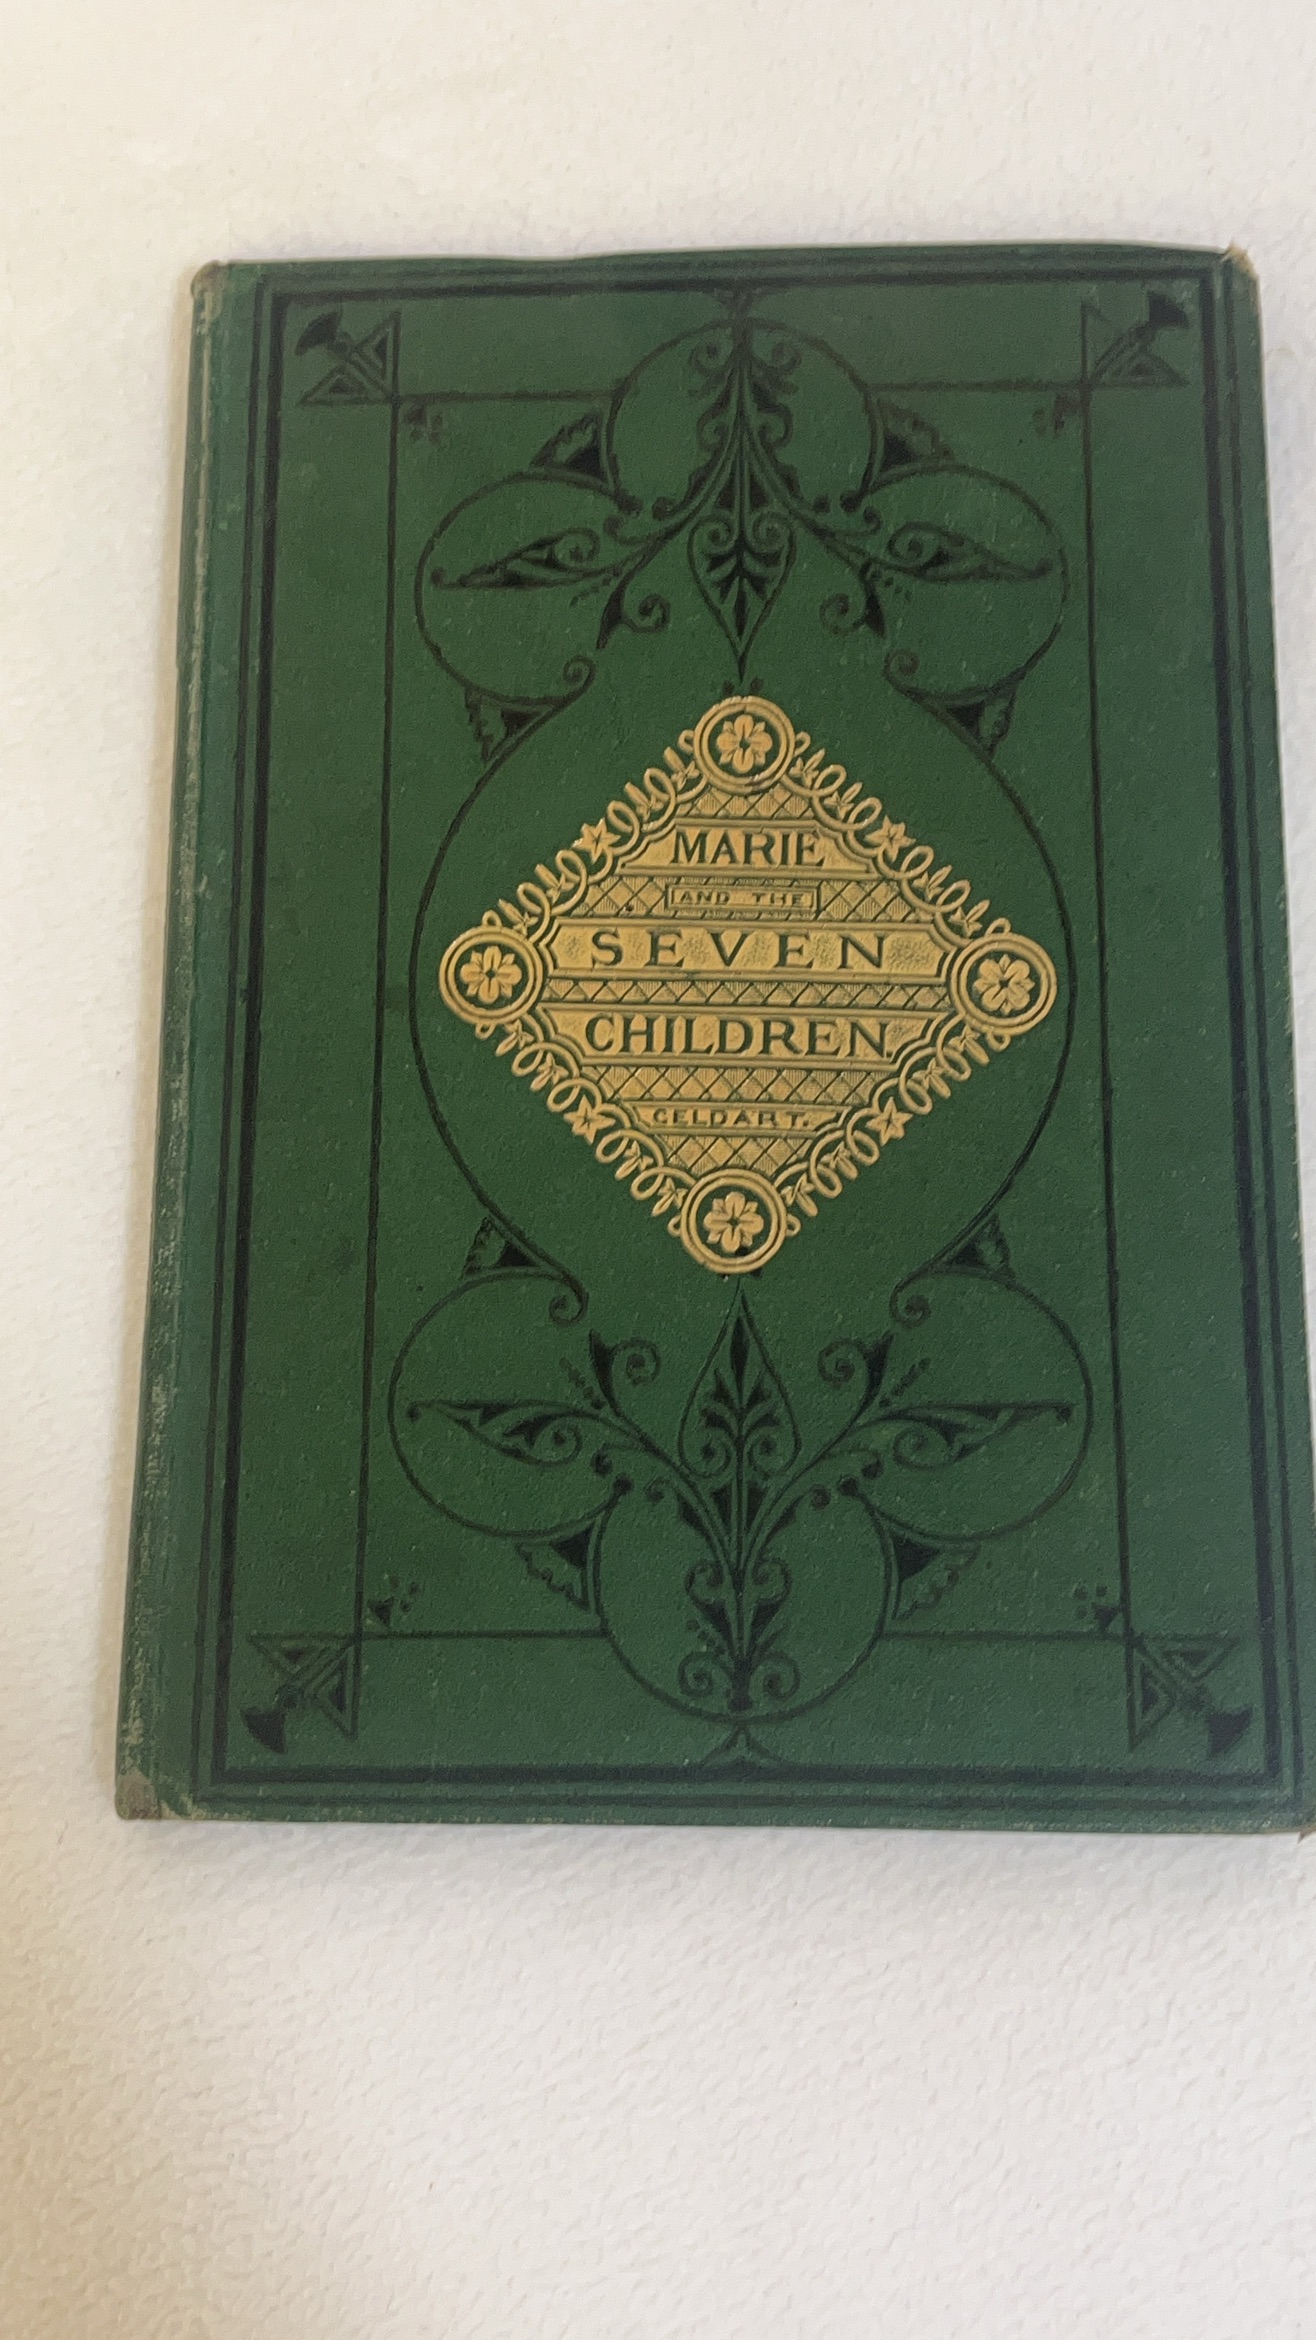 MARIE
AND THE
SEVEN
CHILDREN.
GELDART.